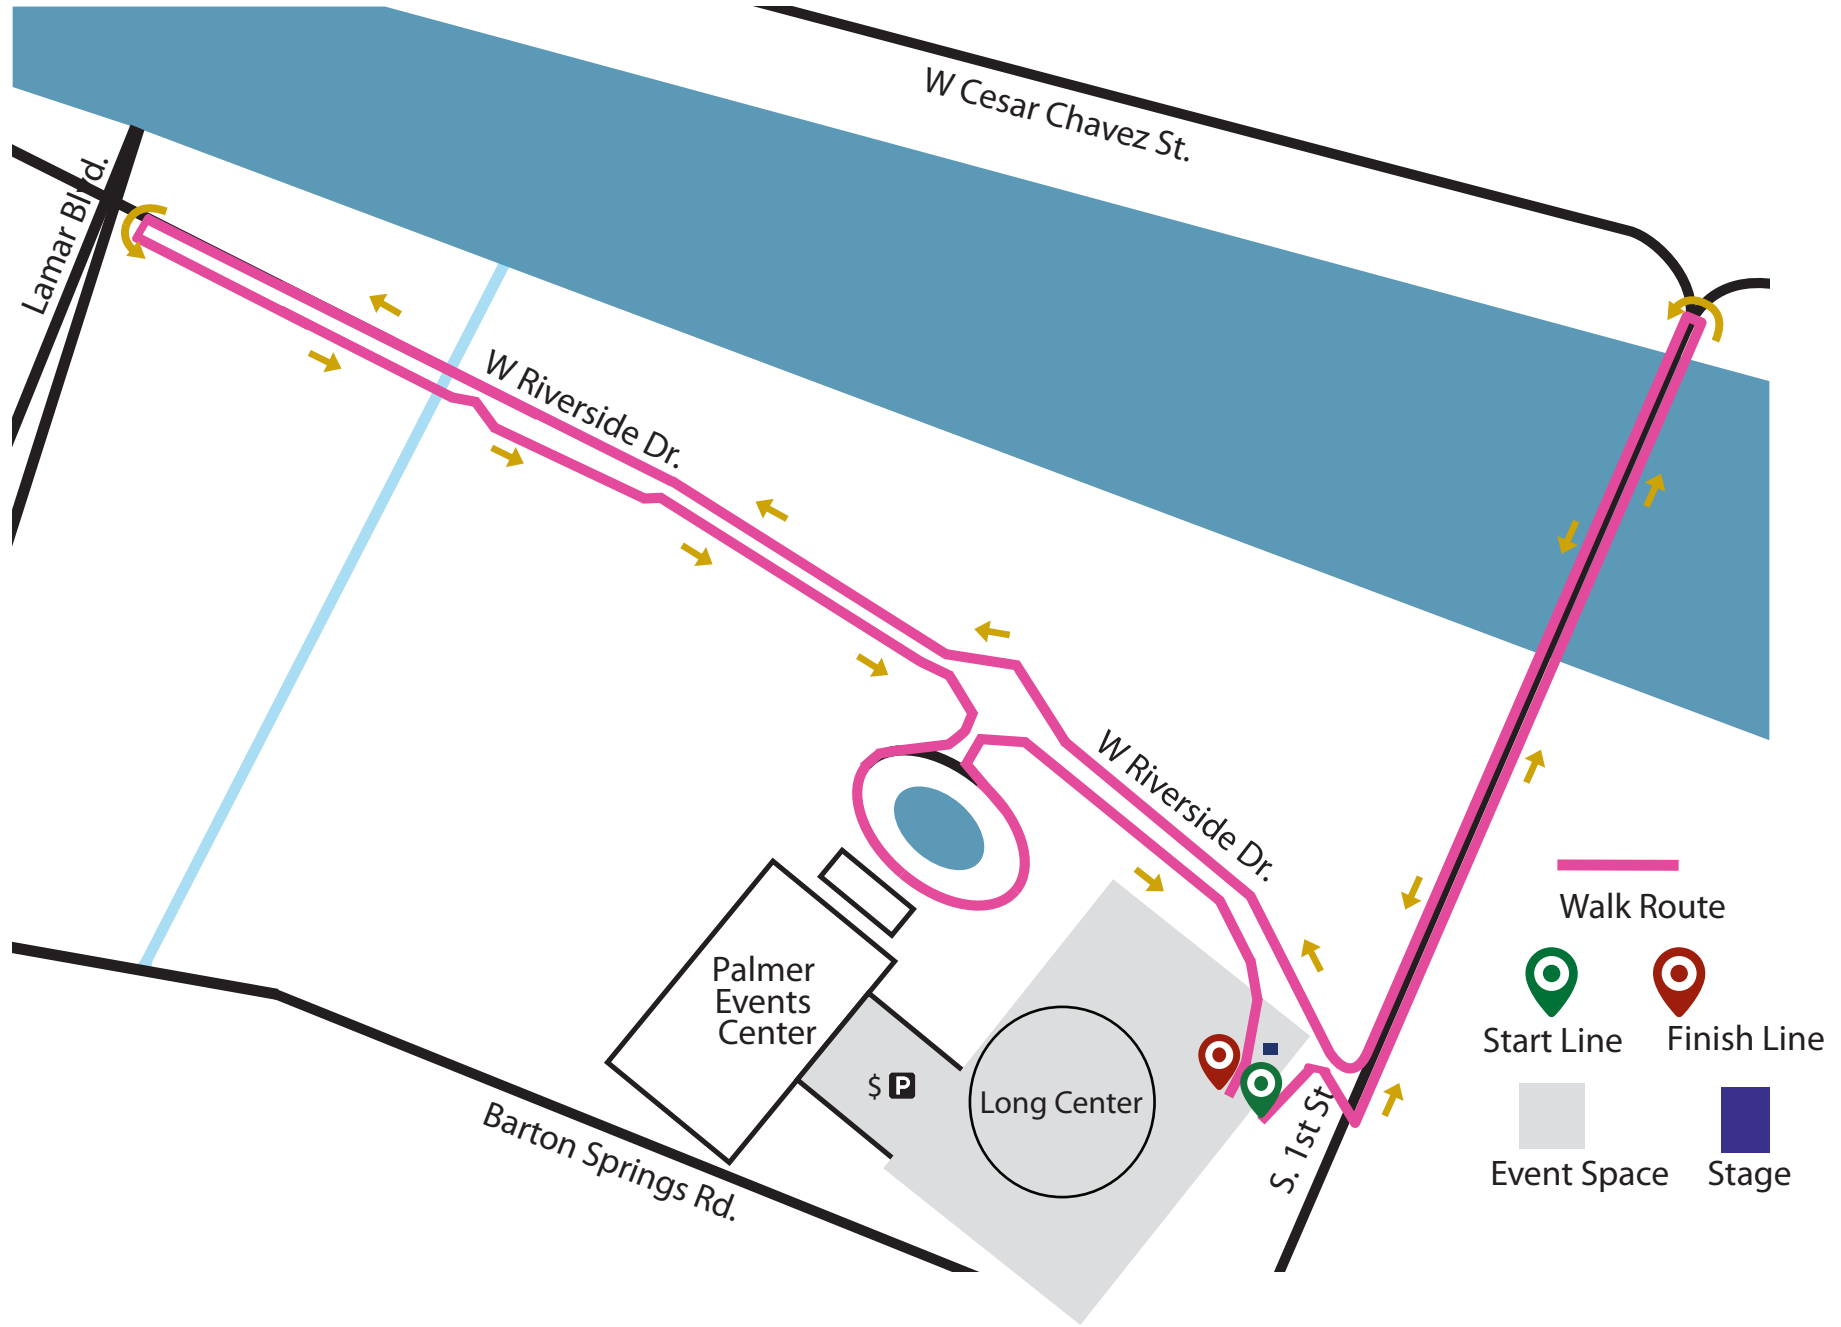 W Cesar Chavez St.
Lamar Blvd.
W Riverside Dr.
W Riverside Dr.
Palmer
Events
Center
$ P
Long Center
Barton Springs Rd.
S. 1st St
Walk Route
Start Line
Finish Line
Event Space
Stage